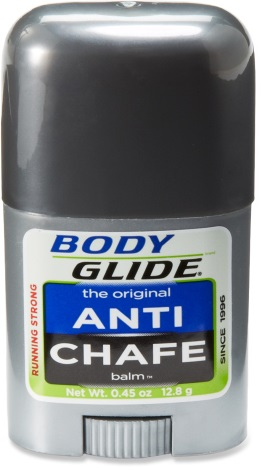 BODY
GLIDE®
the original
ANTI
CHAFE
balm™
Net Wt. 0.45 oz 12.8 g
RUNNING STRONG
SINCE 1996